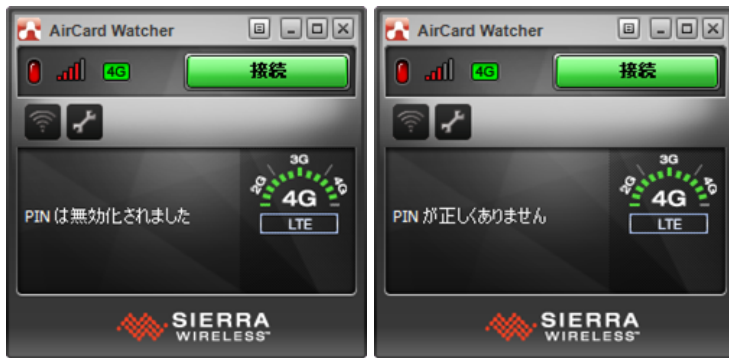 AirCard Watcher
4G
接続
PIN は無効化されました
2G
3G
4G
4G
LTE
SIERRA
WIRELESS™
AirCard Watcher
4G
接続
PIN が正しくありません
2G
3G
4G
4G
LTE
SIERRA
WIRELESS™